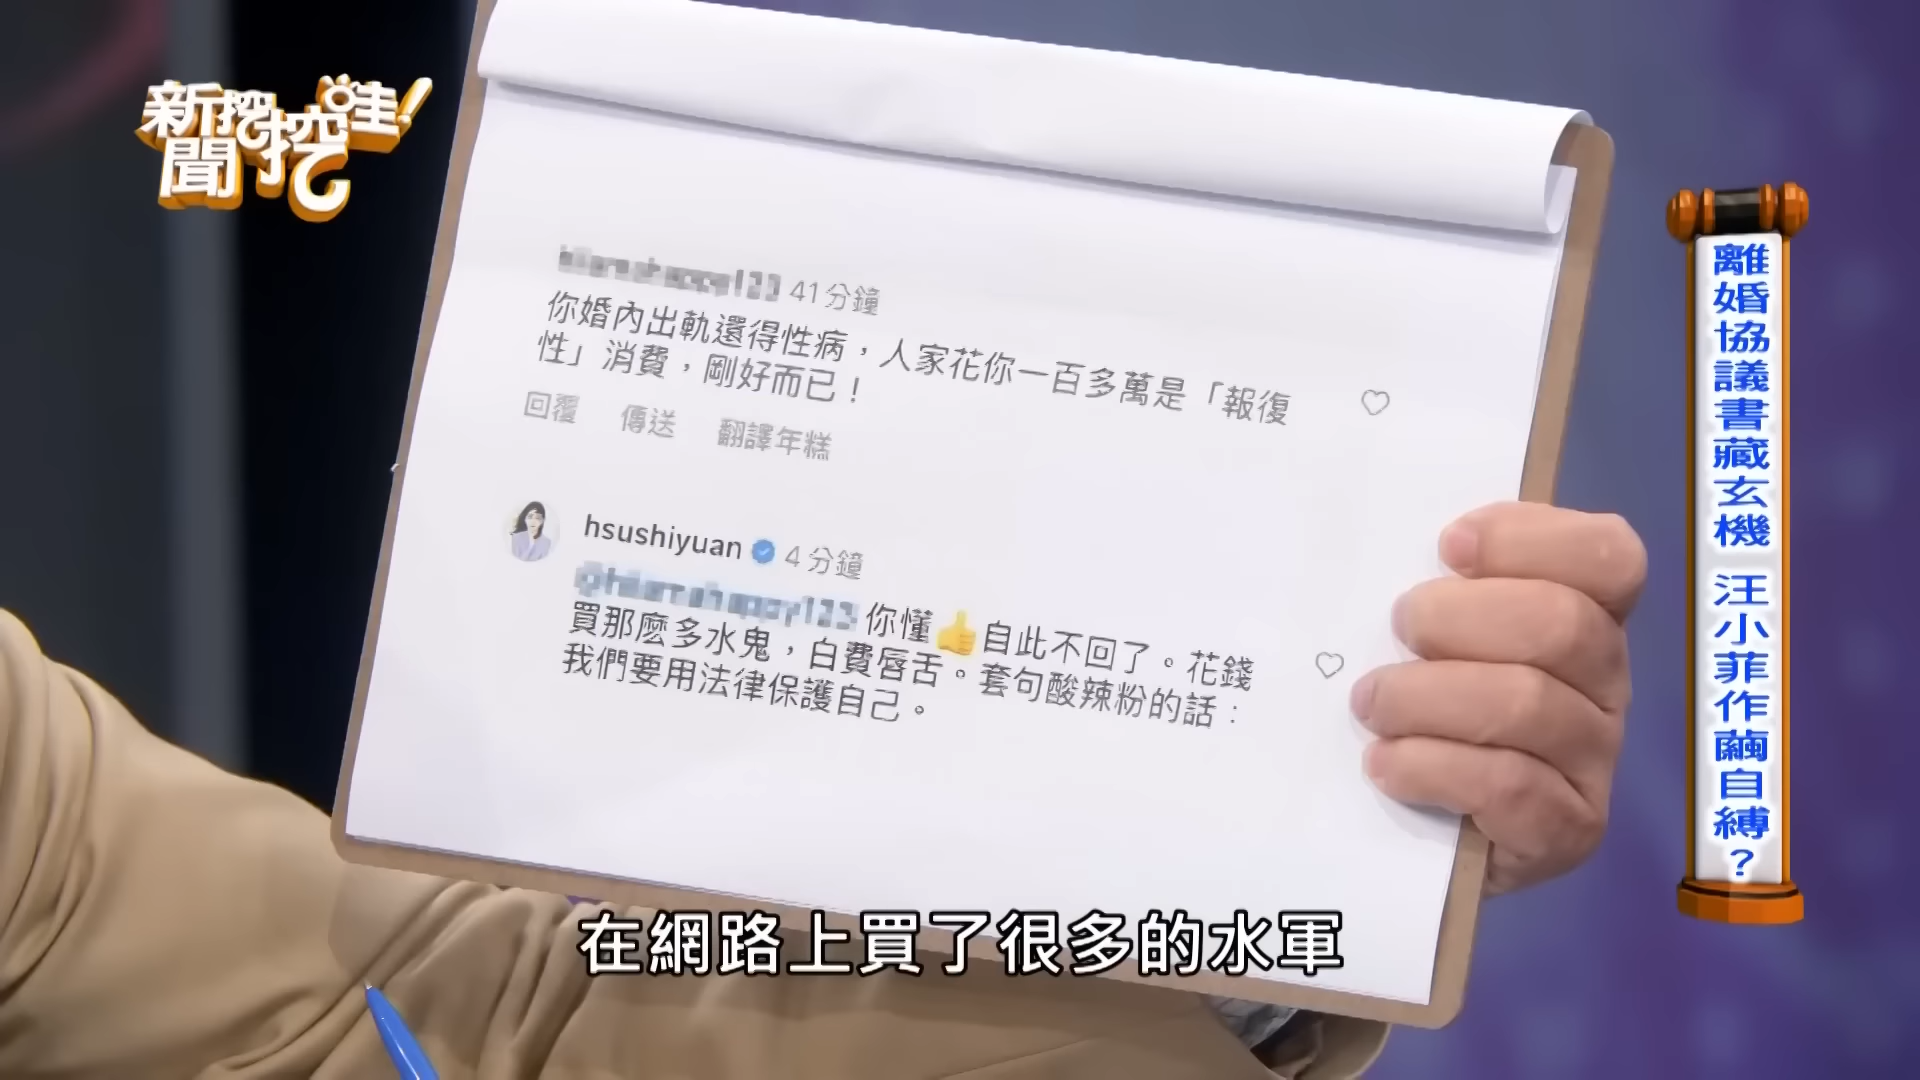 新聞挖挖哇!
41分鐘
你婚內出軌還得性病，人家花你一百多萬是「報復
性」消費，剛好而已！
回覆 傳送 翻譯年糕
hsushiyuan 4分鐘
你懂👍自此不回了。花錢
買那麽多水鬼，白費唇舌。套句酸辣粉的話：
我們要用法律保護自己。
離婚協議書藏玄機 汪小菲作繭自縛？
在網路上買了很多的水軍